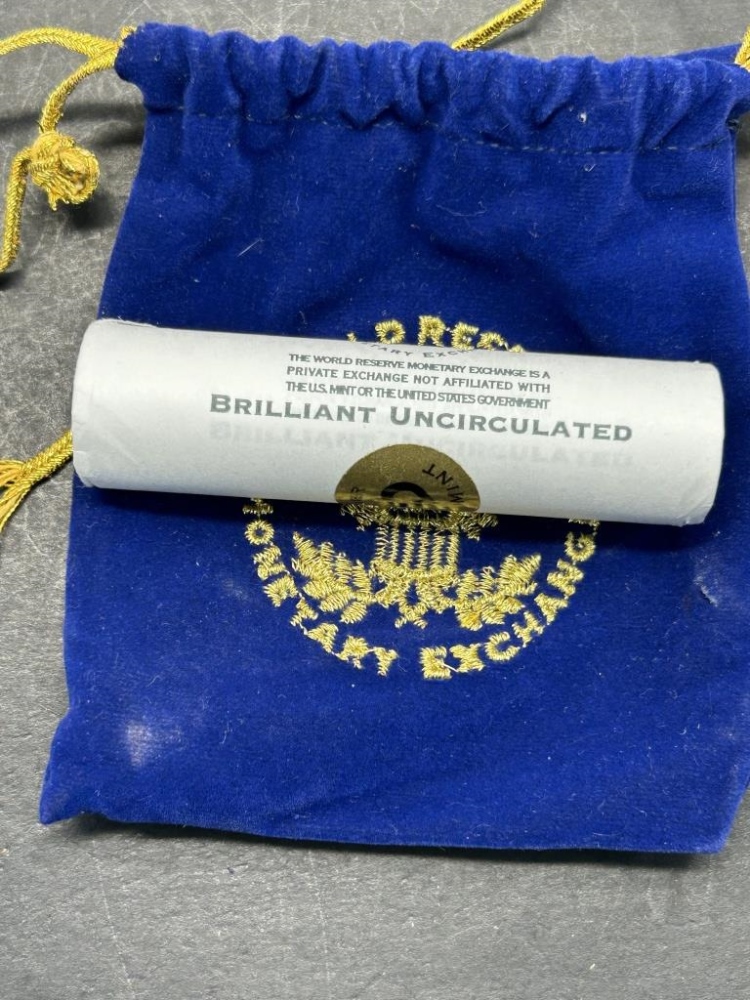 THE WORLD RESERVE MONETARY EXCHANGE IS A
PRIVATE EXCHANGE NOT AFFILIATED WITH
THE U.S. MINT OR THE UNITED STATES GOVERNMENT
BRILLIANT UNCIRCULATED
MINT
EXCHANGE